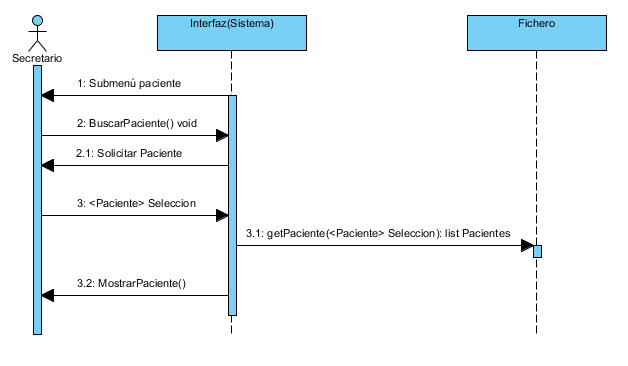 Interfaz(Sistema)
Fichero
Secretario
1: Submenú paciente
2: BuscarPaciente() void
2.1: Solicitar Paciente
3: <Paciente> Seleccion
3.1: getPaciente(<Paciente> Seleccion): list Pacientes
3.2: MostrarPaciente()